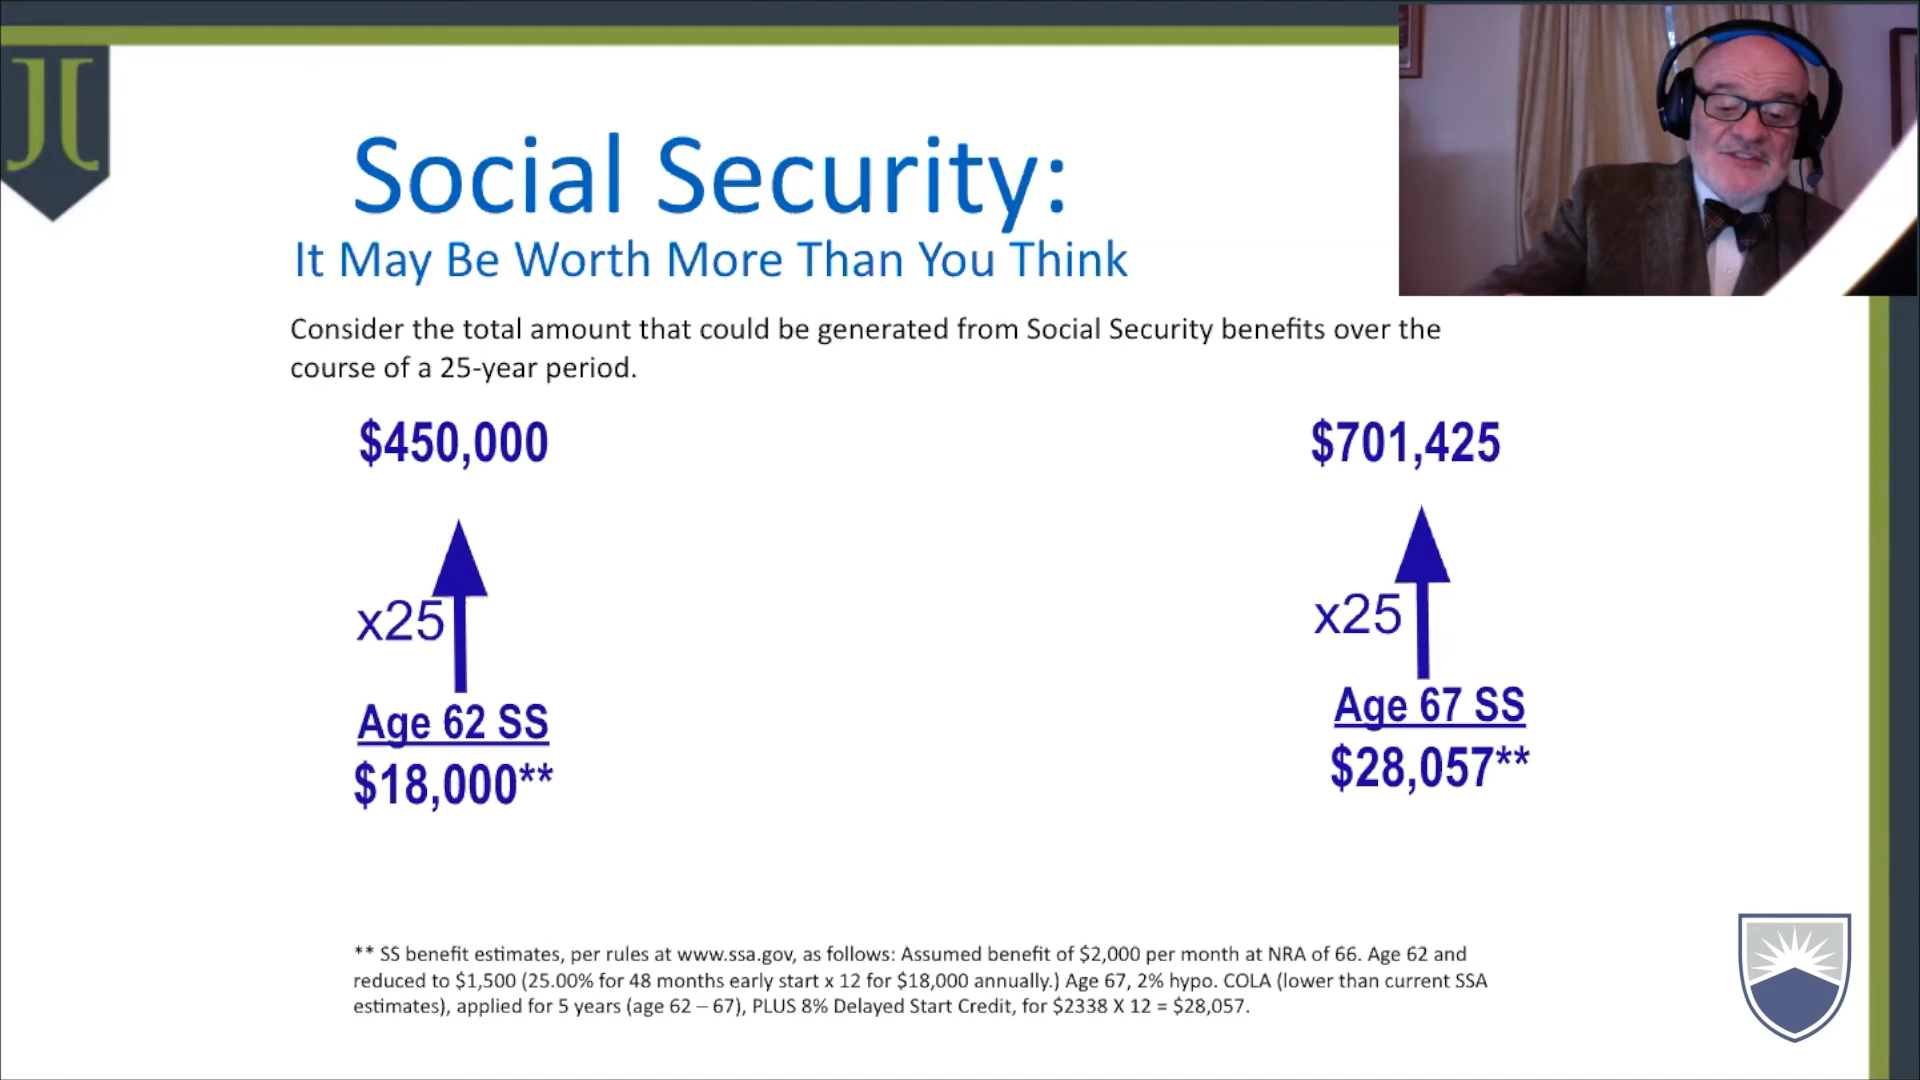 Social Security:
It May Be Worth More Than You Think
Consider the total amount that could be generated from Social Security benefits over the
course of a 25-year period.
$450,000
$701,425
x25
x25
Age 62 SS
$18,000**
Age 67 SS
$28,057**
** SS benefit estimates, per rules at www.ssa.gov, as follows: Assumed benefit of $2,000 per month at NRA of 66. Age 62 and
reduced to $1,500 (25.00% for 48 months early start x 12 for $18,000 annually.) Age 67, 2% hypo. COLA (lower than current SSA
estimates), applied for 5 years (age 62 – 67), PLUS 8% Delayed Start Credit, for $2338 X 12 = $28,057.